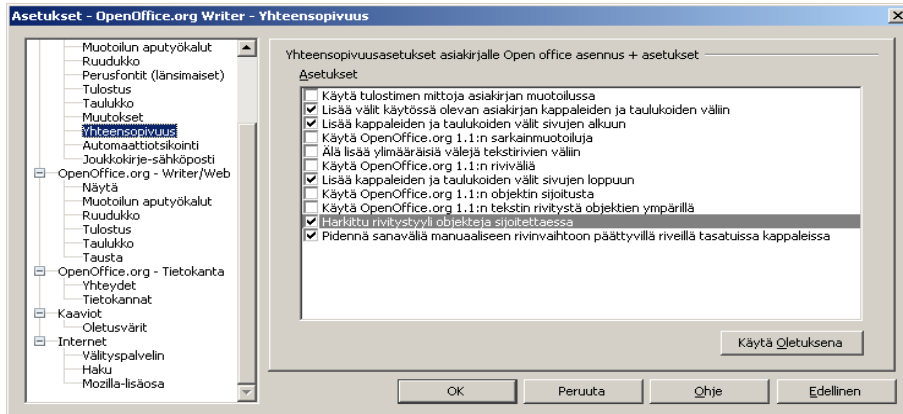 Asetukset - OpenOffice.org Writer - Yhteensopivuus
Muotoilun aputyökalut
Ruudukko
Perusfontit (länsimaiset)
Tulostus
Taulukko
Muutokset
Yhteensopivuus
Automaattiotsikointi
Joukkokirje-sähköposti
OpenOffice.org - Writer/Web
Näytä
Muotoilun aputyökalut
Ruudukko
Tulostus
Taulukko
Tausta
OpenOffice.org - Tietokanta
Yhteydet
Tietokannat
Kaaviot
Oletusvärit
Internet
Välityspalvelin
Haku
Mozilla-lisäosa
Yhteensopivuusasetukset asiakirjalle Open office asennus + asetukset
Asetukset
Käytä tulostimen mittoja asiakirjan muotoilussa
Lisää välit käytössä olevan asiakirjan kappaleiden ja taulukoiden väliin
Lisää kappaleiden ja taulukoiden välit sivujen alkuun
Käytä OpenOffice.org 1.1:n sarkainmuotoiluja
Älä lisää ylimääräisiä välejä tekstirivien väliin
Käytä OpenOffice.org 1.1:n riviväliä
Lisää kappaleiden ja taulukoiden välit sivujen loppuun
Käytä OpenOffice.org 1.1:n objektin sijoitusta
Käytä OpenOffice.org 1.1:n tekstin rivitystä objektien ympärillä
Harkittu rivitystyyli objekteja sijoitettaessa
Pidennä sanaväliä manuaaliseen rivinvaihtoon päättyvillä riveillä tasatuissa kappaleissa
Käytä Oletuksena
OK
Peruuta
Ohje
Edellinen